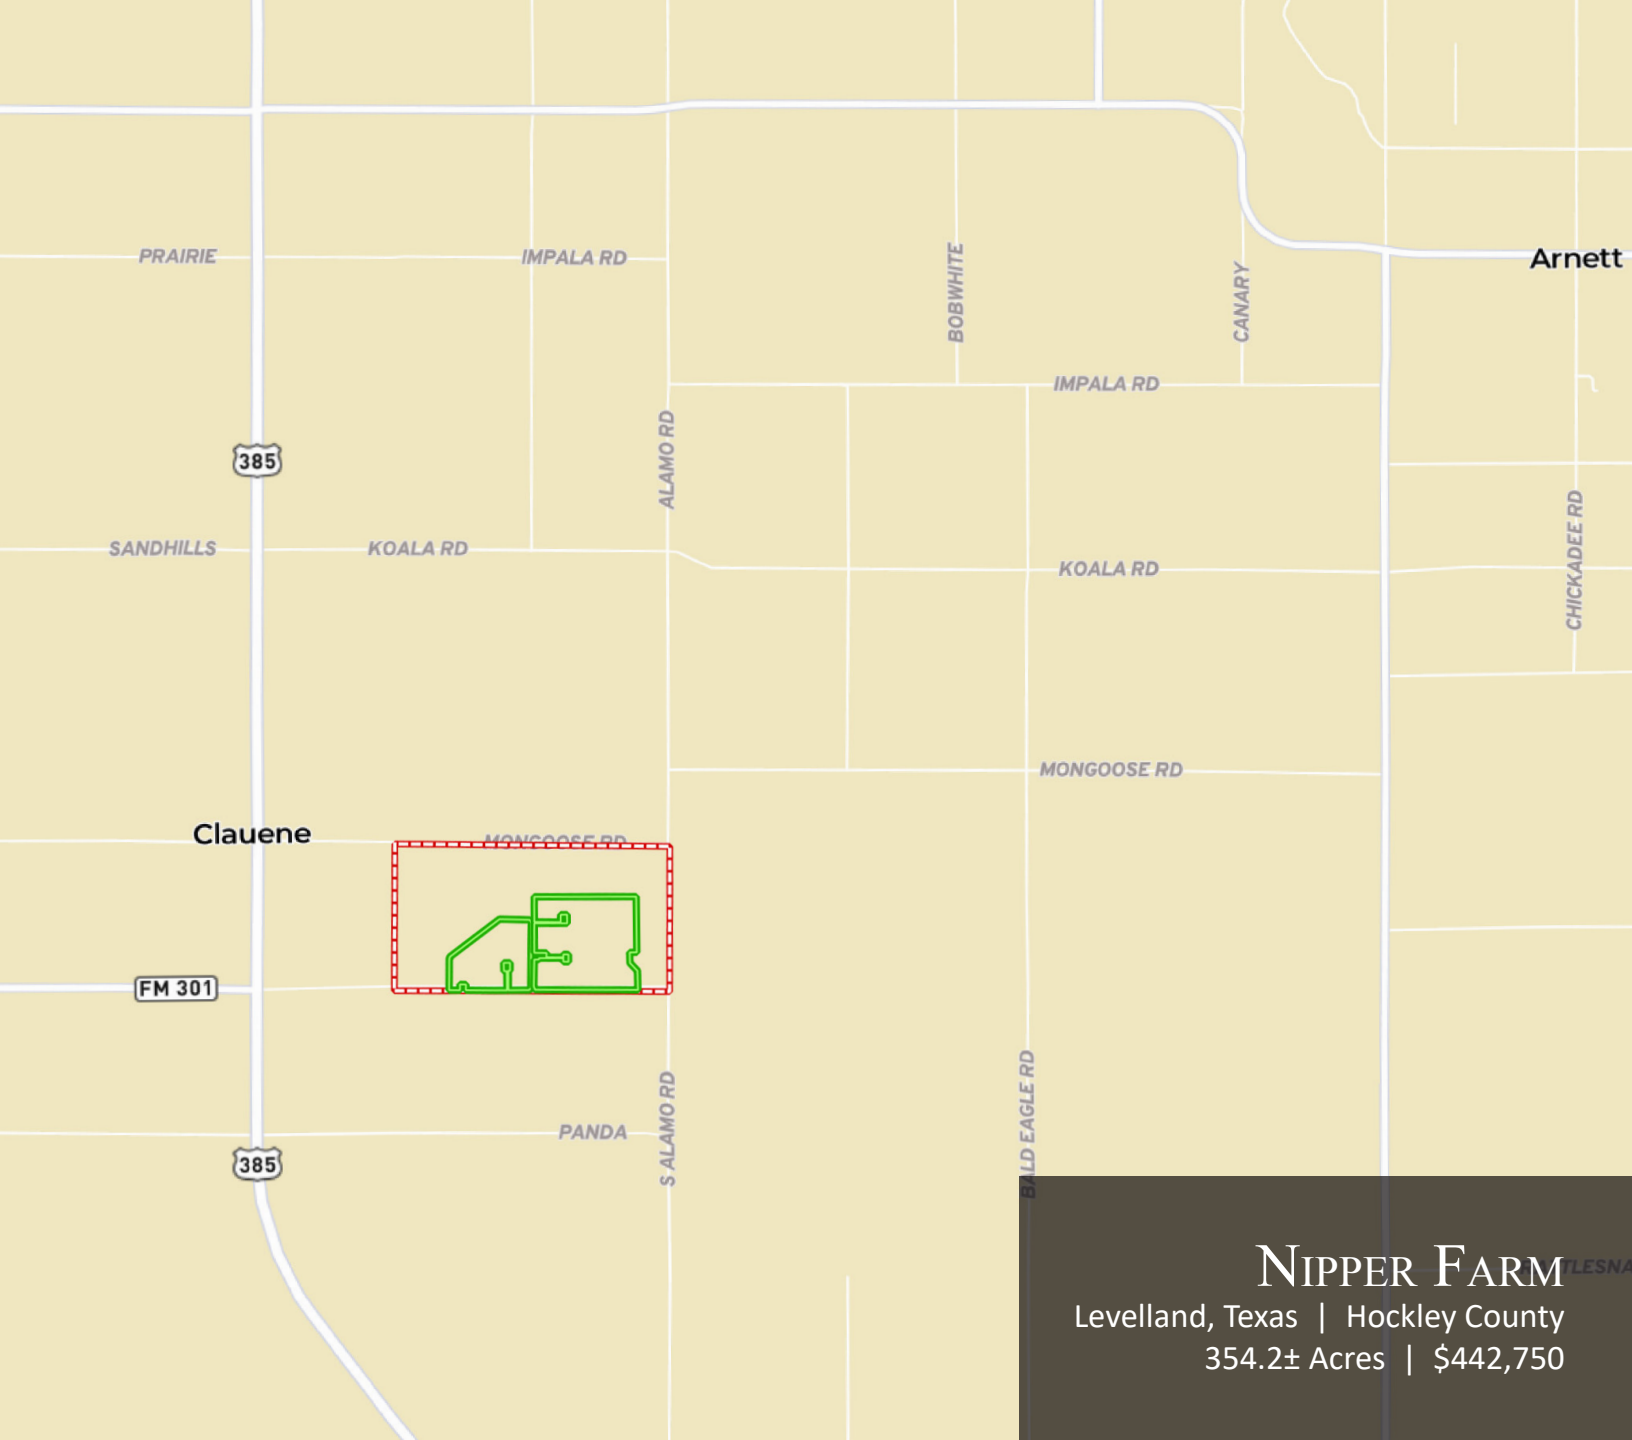 PRAIRIE
IMPALA RD
BOBWHITE
CANARY
Arnett
IMPALA RD
385
ALAMO RD
SANDHILLS
KOALA RD
KOALA RD
CHICKADEE RD
MONGOOSE RD
Clauene
MONGOOSE RD
FM 301
PANDA
S ALAMO RD
BALD EAGLE RD
385
NIPPER FARM
Levelland, Texas | Hockley County
354.2± Acres | $442,750